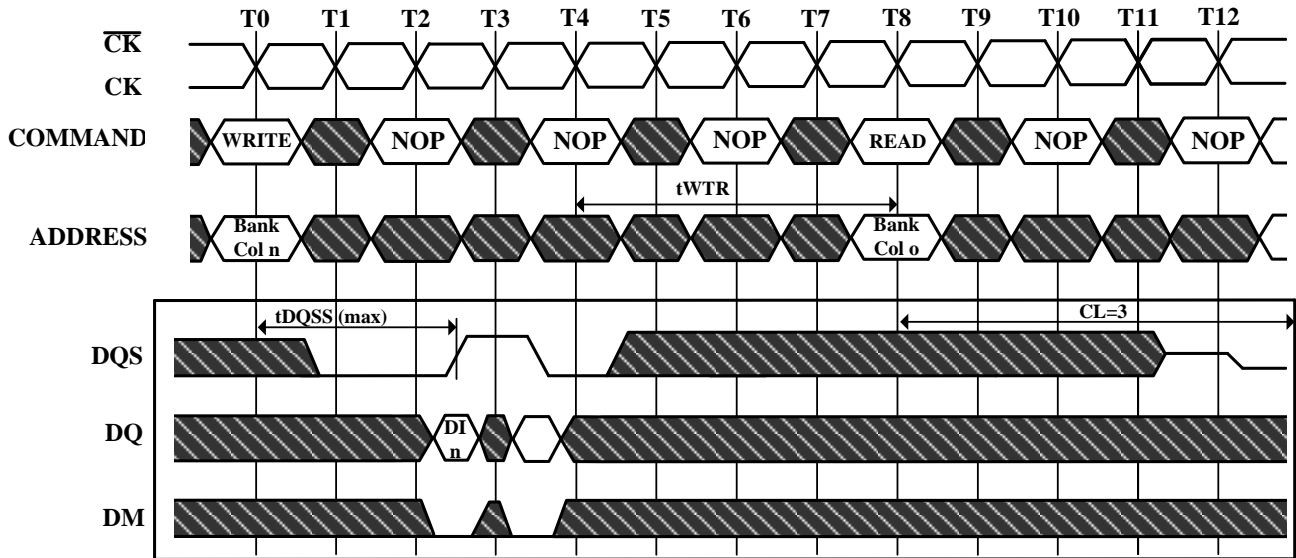 T0 T1 T2 T3 T4 T5 T6 T7 T8 T9 T10 T11 T12
CK
CK
COMMAND WRITE NOP NOP NOP READ NOP NOP
tWTR
ADDRESS Bank Col n Bank Col o
tDQSS (max) CL=3
DQS
DQ DI n
DM